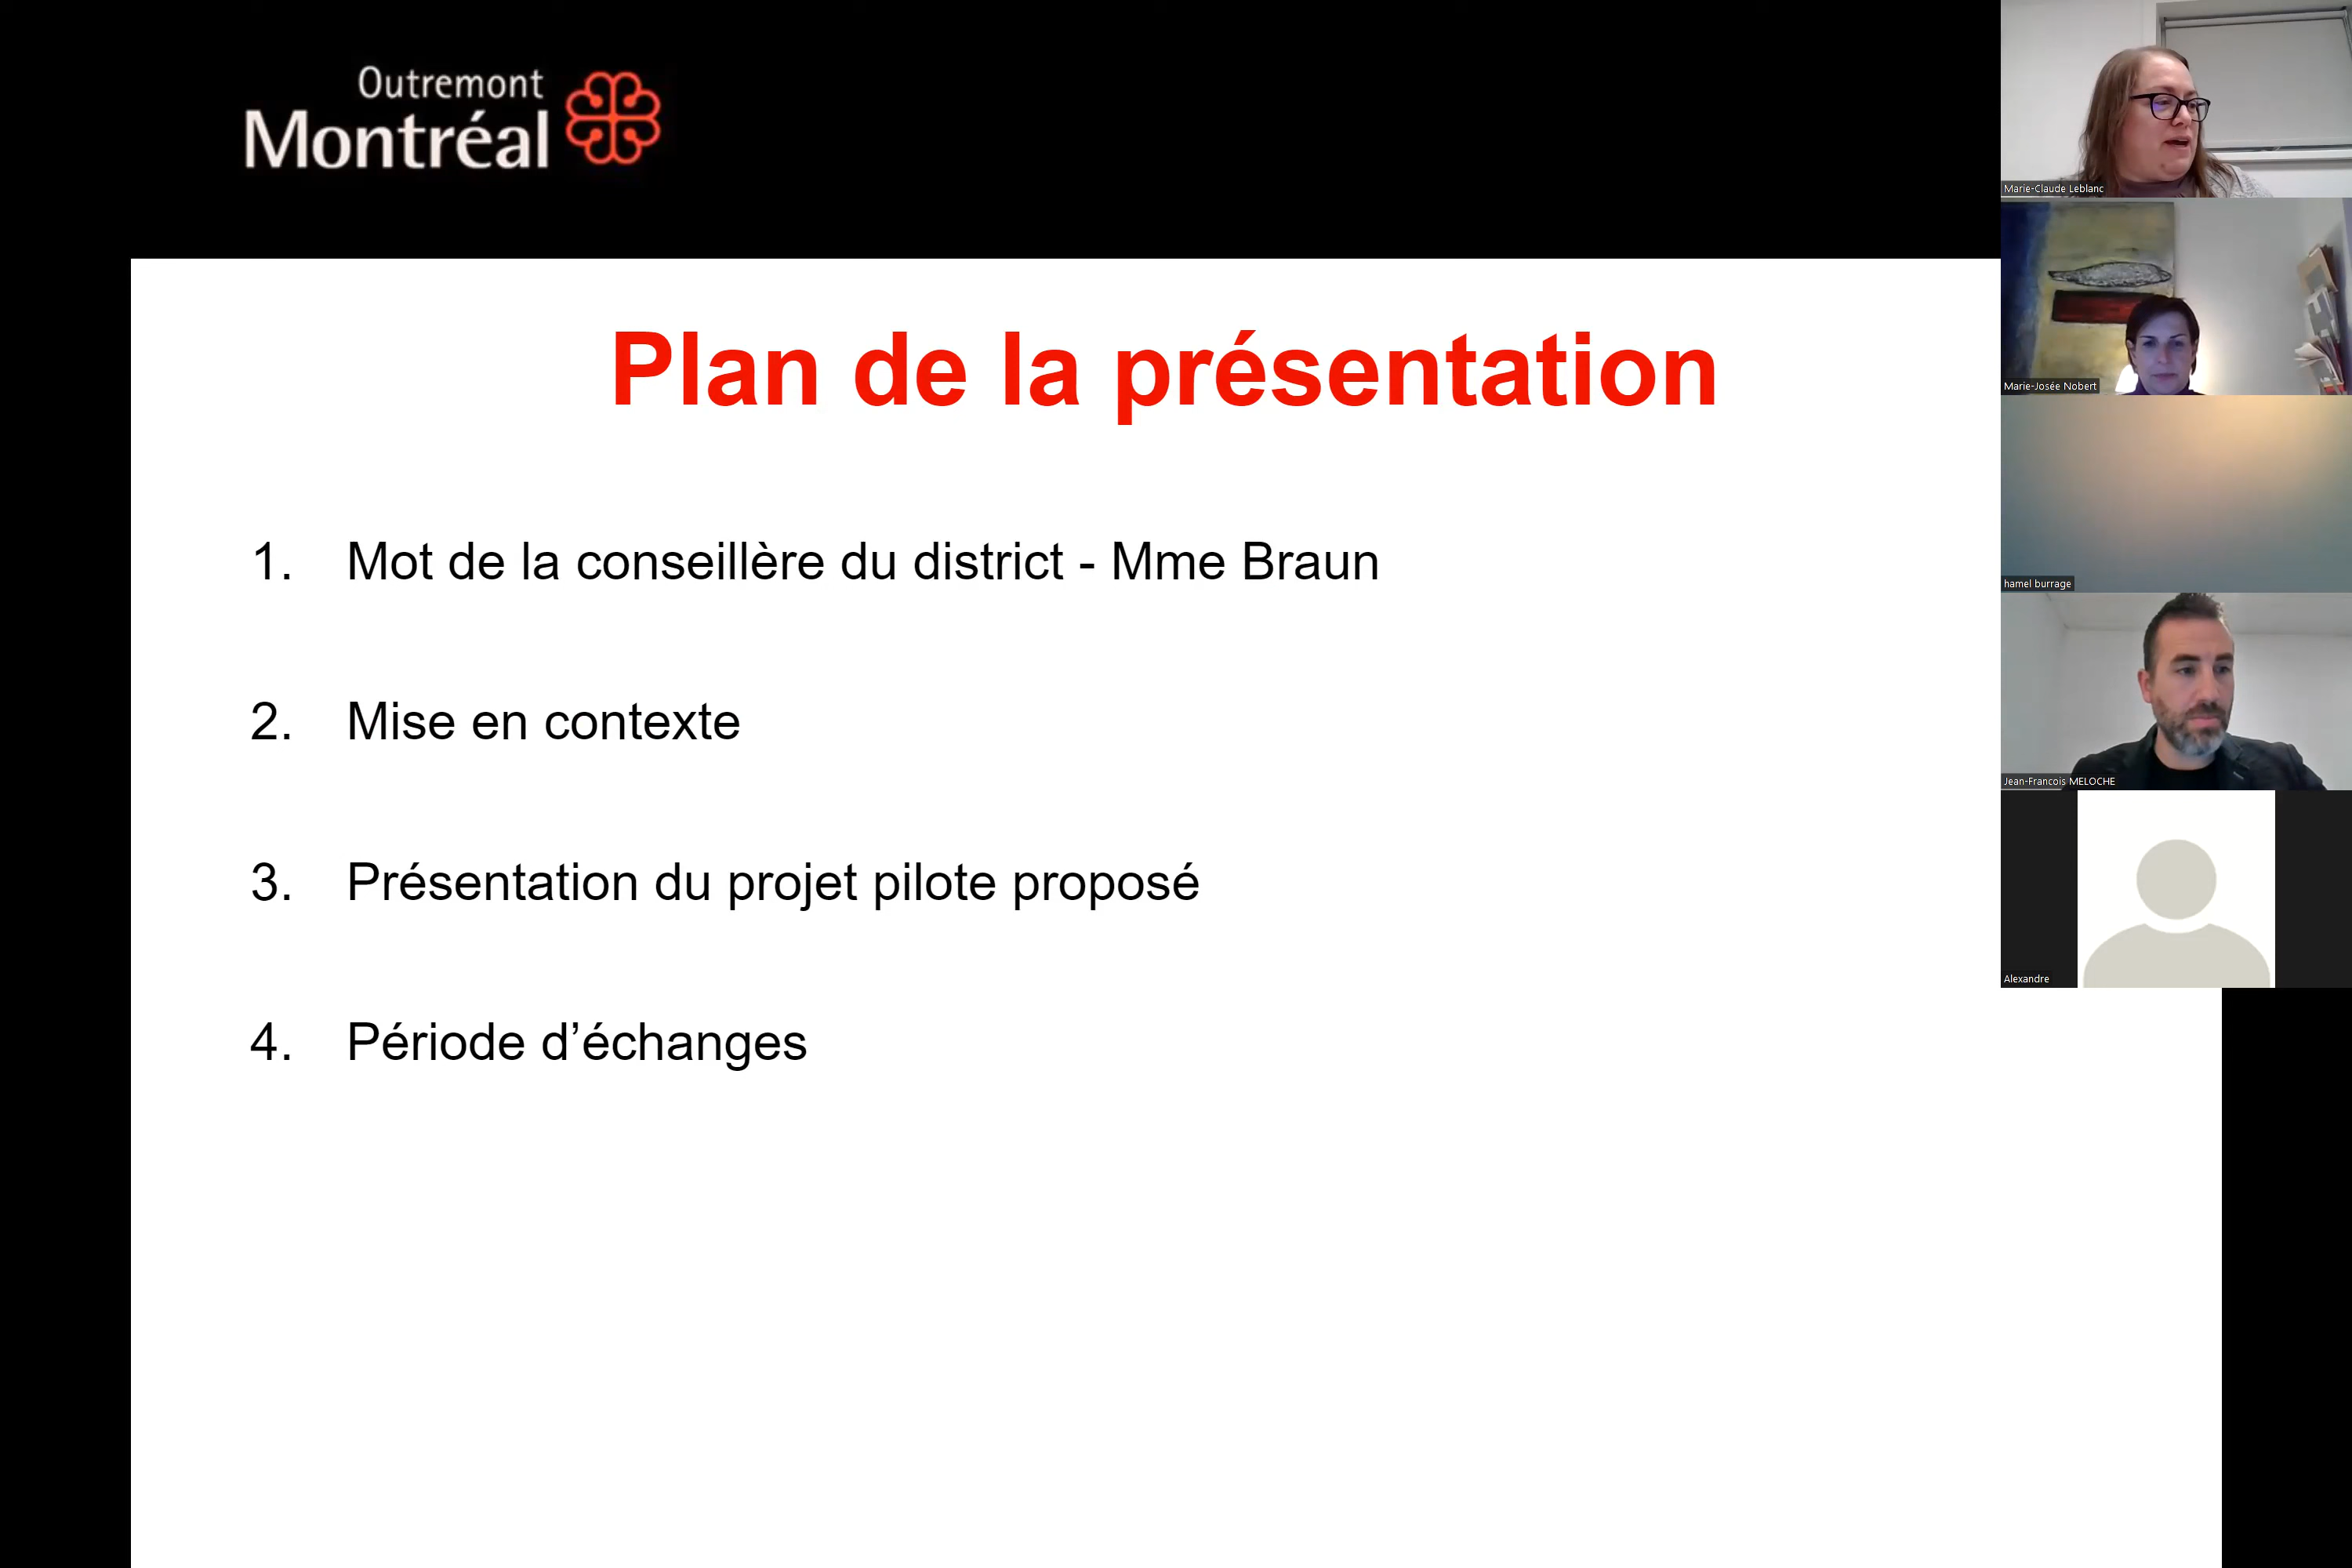 Outremont
Montréal
Plan de la présentation
1. Mot de la conseillère du district - Mme Braun
2. Mise en contexte
3. Présentation du projet pilote proposé
4. Période d’échanges
Marie-Claude Leblanc
Marie-Josée Nobert
hamel burrage
Jean-Francois MELOCHE
Alexandre